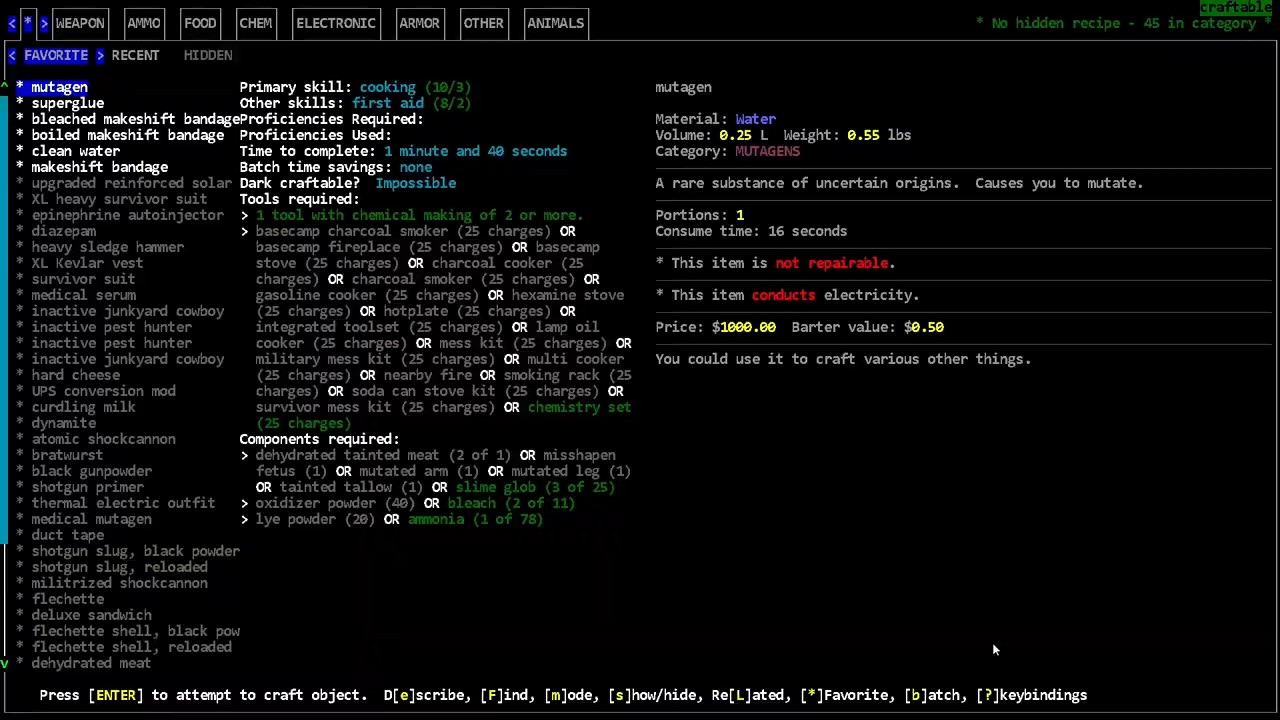 craftable
< * > WEAPON AMMO FOOD CHEM ELECTRONIC ARMOR OTHER ANIMALS * No hidden recipe - 45 in category *
< FAVORITE > RECENT HIDDEN
* mutagen
* superglue
* bleached makeshift bandage
* boiled makeshift bandage
* clean water
* makeshift bandage
* upgraded reinforced solar
* XL heavy survivor suit
* epinephrine autoinjector
* diazepam
* heavy sledge hammer
* XL Kevlar vest
* survivor suit
* medical serum
* inactive junkyard cowboy
* inactive pest hunter
* inactive pest hunter
* inactive junkyard cowboy
* hard cheese
* UPS conversion mod
* curdling milk
* dynamite
* atomic shockcannon
* bratwurst
* black gunpowder
* shotgun primer
* thermal electric outfit
* medical mutagen
* duct tape
* shotgun slug, black powder
* shotgun slug, reloaded
* militrized shockcannon
* flechette
* deluxe sandwich
* flechette shell, black pow
* flechette shell, reloaded
* dehydrated meat
Primary skill: cooking (10/3)
Other skills: first aid (8/2)
Proficiencies Required:
Proficiencies Used:
Time to complete: 1 minute and 40 seconds
Batch time savings: none
Dark craftable? Impossible
Tools required:
> 1 tool with chemical making of 2 or more.
> basecamp charcoal smoker (25 charges) OR
basecamp fireplace (25 charges) OR basecamp
stove (25 charges) OR charcoal cooker (25
charges) OR charcoal smoker (25 charges) OR
gasoline cooker (25 charges) OR hexamine stove
(25 charges) OR hotplate (25 charges) OR
integrated toolset (25 charges) OR lamp oil
cooker (25 charges) OR mess kit (25 charges) OR
military mess kit (25 charges) OR multi cooker
(25 charges) OR nearby fire OR smoking rack (25
charges) OR soda can stove kit (25 charges) OR
survivor mess kit (25 charges) OR chemistry set
(25 charges)
Components required:
> dehydrated tainted meat (2 of 1) OR misshapen
fetus (1) OR mutated arm (1) OR mutated leg (1)
OR tainted tallow (1) OR slime glob (3 of 25)
> oxidizer powder (40) OR bleach (2 of 11)
> lye powder (20) OR ammonia (1 of 78)
mutagen
Material: Water
Volume: 0.25 L Weight: 0.55 lbs
Category: MUTAGENS
A rare substance of uncertain origins. Causes you to mutate.
Portions: 1
Consume time: 16 seconds
* This item is not repairable.
* This item conducts electricity.
Price: $1000.00 Barter value: $0.50
You could use it to craft various other things.
Press [ENTER] to attempt to craft object. D[e]scribe, [F]ind, [m]ode, [s]how/hide, Re[L]ated, [*]Favorite, [b]atch, [?]keybindings